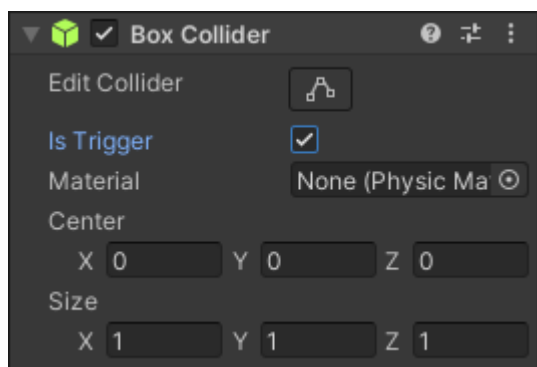 Box Collider
Edit Collider
Is Trigger
Material None (Physic Ma
Center
X 0 Y 0 Z 0
Size
X 1 Y 1 Z 1